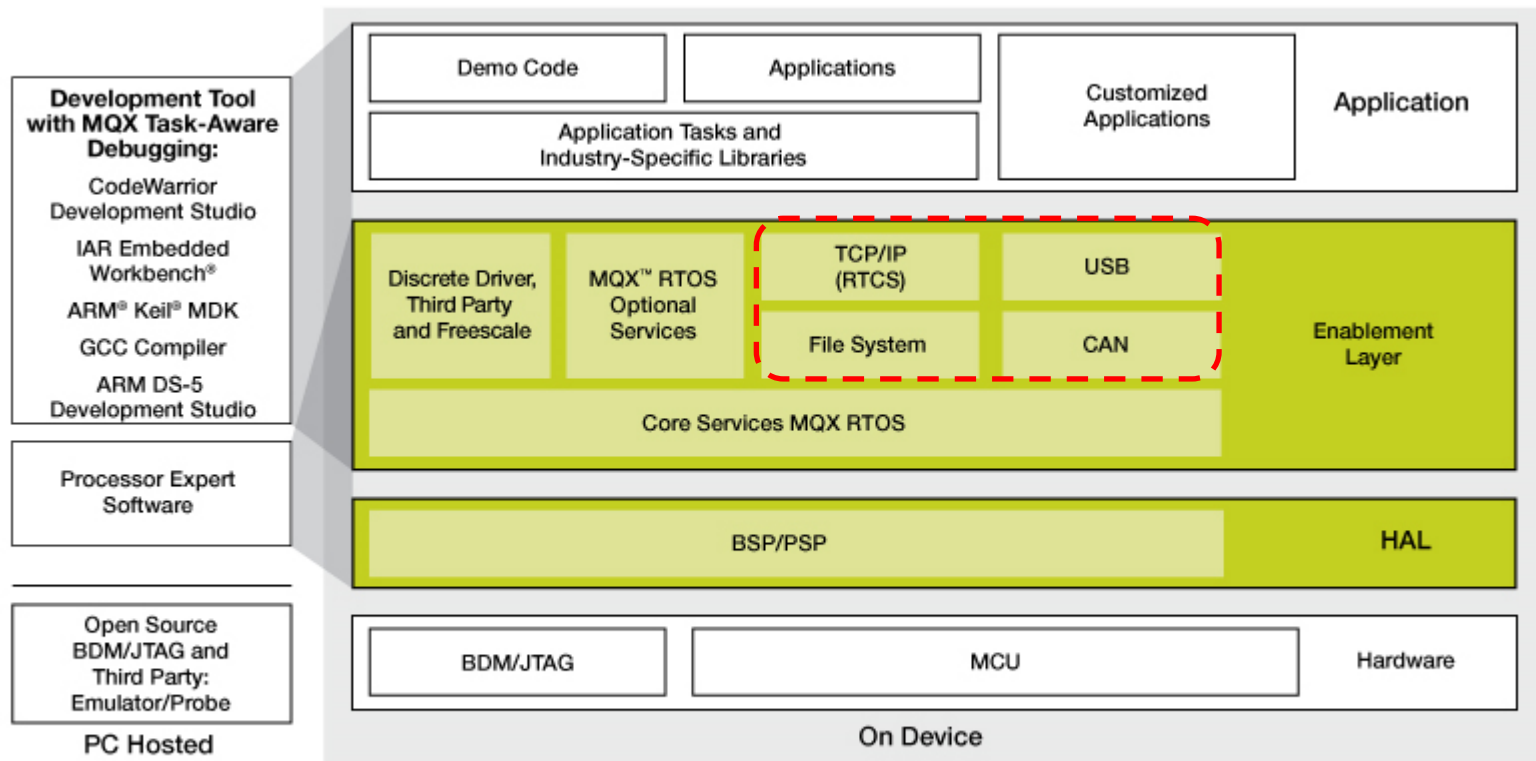 Development Tool
with MQX Task-Aware
Debugging:
CodeWarrior
Development Studio
IAR Embedded
Workbench®
ARM® Keil® MDK
GCC Compiler
ARM DS-5
Development Studio
Processor Expert
Software
Open Source
BDM/JTAG and
Third Party:
Emulator/Probe
PC Hosted
Demo Code
Applications
Application Tasks and
Industry-Specific Libraries
Customized
Applications
Application
Discrete Driver,
Third Party
and Freescale
MQX™ RTOS
Optional
Services
TCP/IP
(RTCS)
USB
File System
CAN
Core Services MQX RTOS
Enablement
Layer
BSP/PSP
HAL
BDM/JTAG
MCU
Hardware
On Device